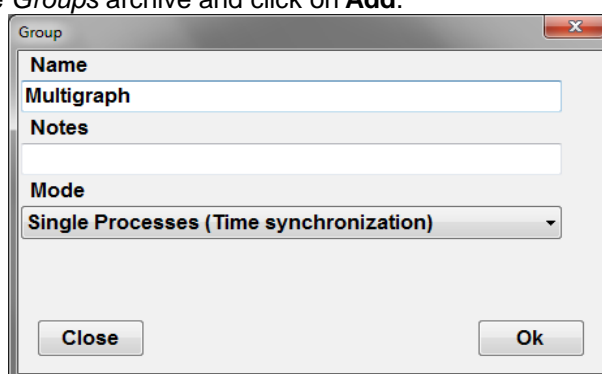 Groups archive and click on Add.
Group
Name
Multigraph
Notes
Mode
Single Processes (Time synchronization)
Close
Ok